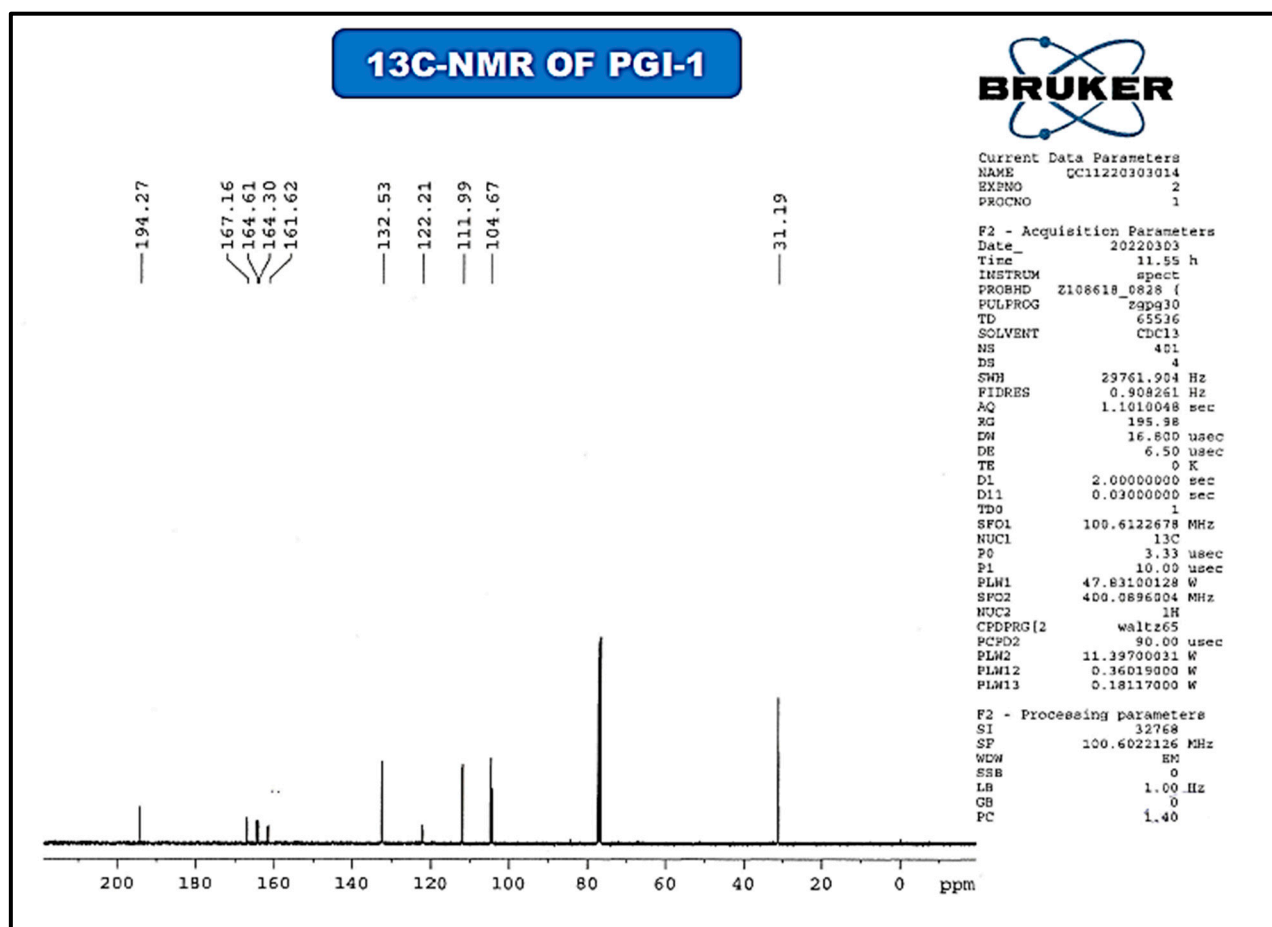 13C-NMR OF PGI-1
BRUKER
194.27
167.16
164.61
164.30
161.62
132.53
122.21
111.99
104.67
31.19
Current Data Parameters
NAME QC11220303014
EXPNO 2
PROCNO 1
F2 - Acquisition Parameters
Date_ 20220303
Time 11.55 h
INSTRUM spect
PROBHD Z108618_0828 (
PULPROG zgpg30
TD 65536
SOLVENT CDCl3
NS 401
DS 4
SWH 29761.904 Hz
FIDRES 0.908261 Hz
AQ 1.1010048 sec
RG 195.98
DW 16.800 usec
DE 6.50 usec
TE 0 K
D1 2.00000000 sec
D11 0.03000000 sec
TD0 1
SFO1 100.6122678 MHz
NUC1 13C
P0 3.33 usec
P1 10.00 usec
PLW1 47.83100128 W
SFO2 400.0896004 MHz
NUC2 1H
CPDPRG[2 waltz65
PCPD2 90.00 usec
PLW2 11.39700031 W
PLW12 0.36019000 W
PLW13 0.18117000 W
F2 - Processing parameters
SI 32768
SF 100.6022126 MHz
WDW EM
SSB 0
LB 1.00 Hz
GB 0
PC 1.40
200 180 160 140 120 100 80 60 40 20 0 ppm